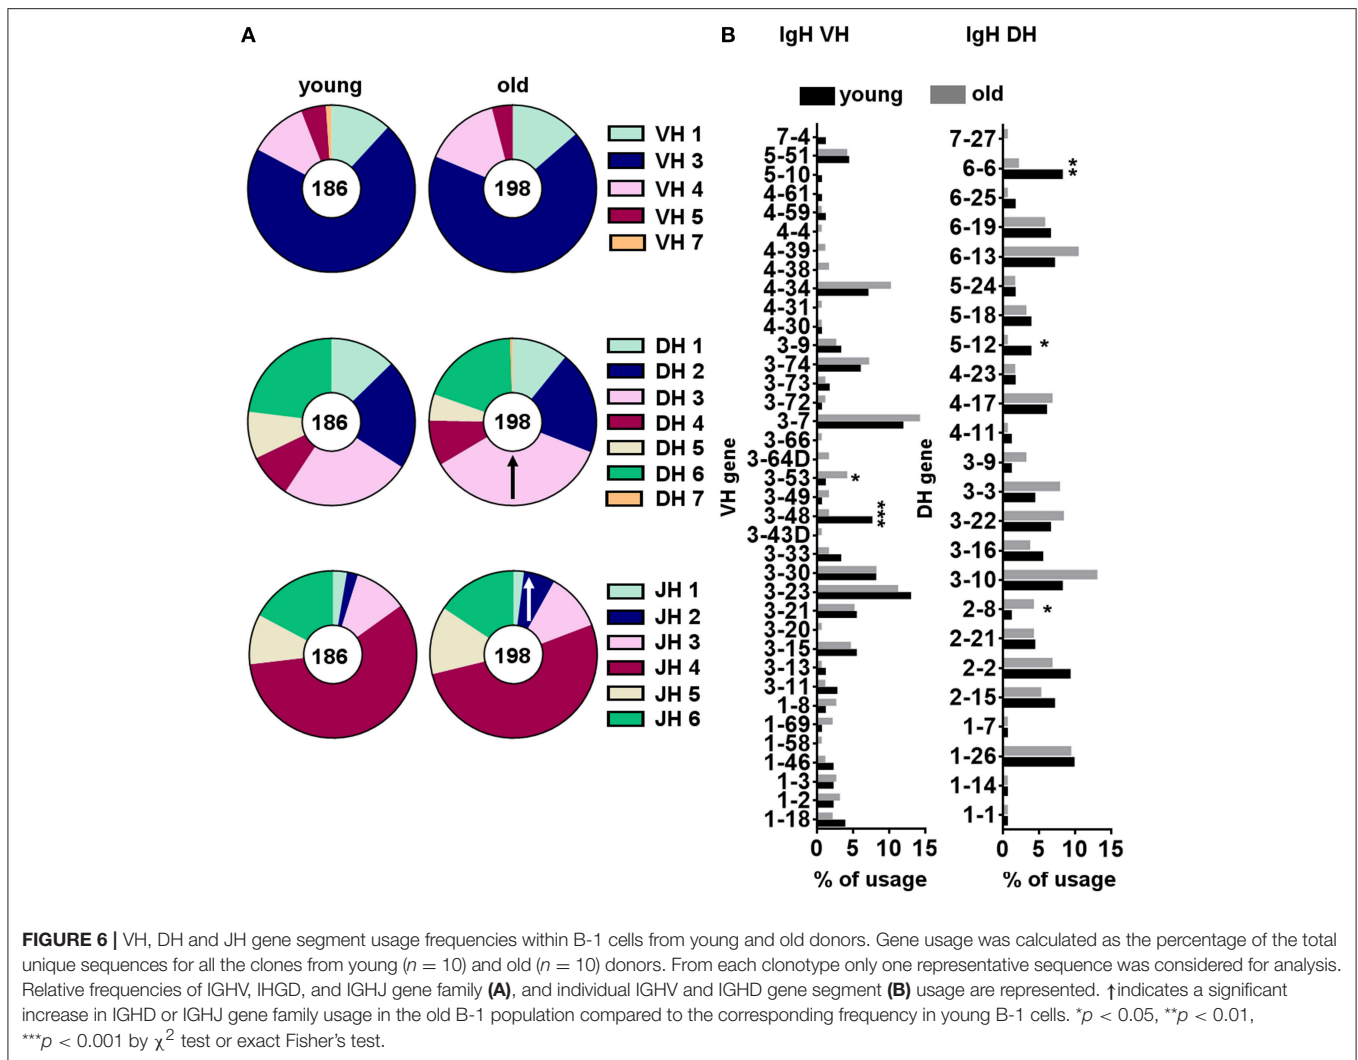 A
young
old
186
198
VH 1
VH 3
VH 4
VH 5
VH 7
186
198
DH 1
DH 2
DH 3
DH 4
DH 5
DH 6
DH 7
186
198
JH 1
JH 2
JH 3
JH 4
JH 5
JH 6
B
IgH VH
IgH DH
young
old
VH gene
7-4
5-51
5-10
4-61
4-59
4-4
4-39
4-38
4-34
4-31
4-30
3-9
3-74
3-73
3-72
3-7
3-66
3-64D
3-53 *
3-49
3-48 ***
3-43D
3-33
3-30
3-23
3-21
3-20
3-15
3-13
3-11
1-8
1-69
1-58
1-46
1-3
1-2
1-18
0 5 10 15
% of usage
DH gene
7-27
6-6 **
6-25
6-19
6-13
5-24
5-18
5-12 *
4-23
4-17
4-11
3-9
3-3
3-22
3-16
3-10
2-8 *
2-21
2-2
2-15
1-7
1-26
1-14
1-1
0 5 10 15
% of usage
FIGURE 6 | VH, DH and JH gene segment usage frequencies within B-1 cells from young and old donors. Gene usage was calculated as the percentage of the total
unique sequences for all the clones from young (n = 10) and old (n = 10) donors. From each clonotype only one representative sequence was considered for analysis.
Relative frequencies of IGHV, IHGD, and IGHJ gene family (A), and individual IGHV and IGHD gene segment (B) usage are represented. ↑indicates a significant
increase in IGHD or IGHJ gene family usage in the old B-1 population compared to the corresponding frequency in young B-1 cells. *p < 0.05, **p < 0.01,
***p < 0.001 by χ² test or exact Fisher's test.